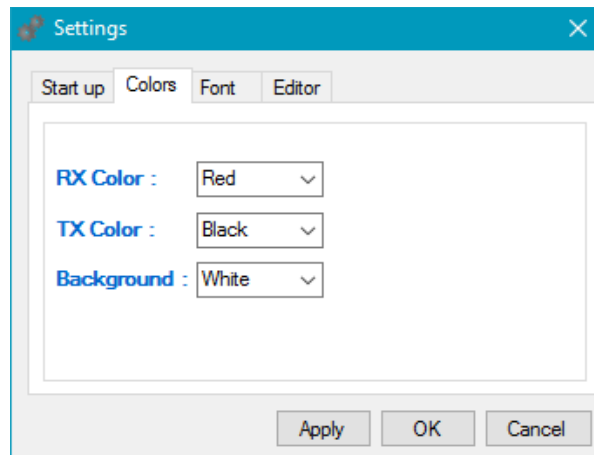 Settings
Start up Colors Font Editor
RX Color : Red
TX Color : Black
Background : White
Apply OK Cancel